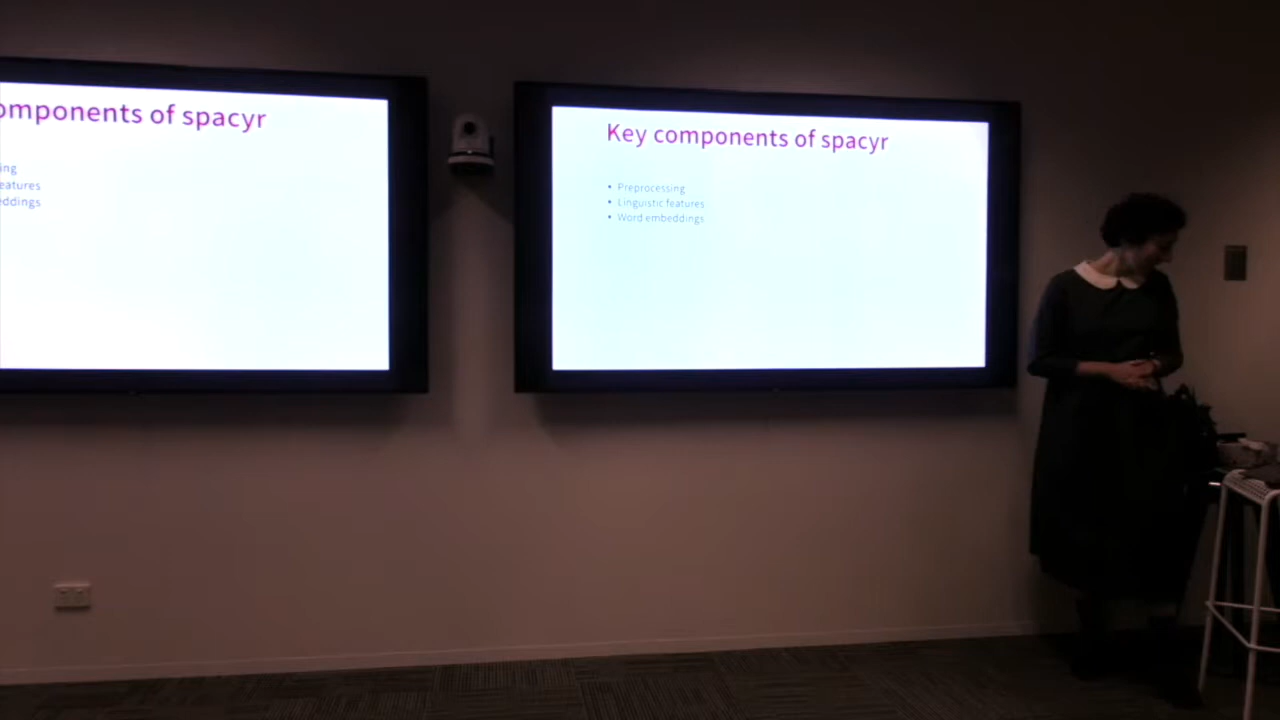 omponents of spacyr
ing
eatures
eddings
Key components of spacyr
• Preprocessing
• Linguistic features
• Word embeddings